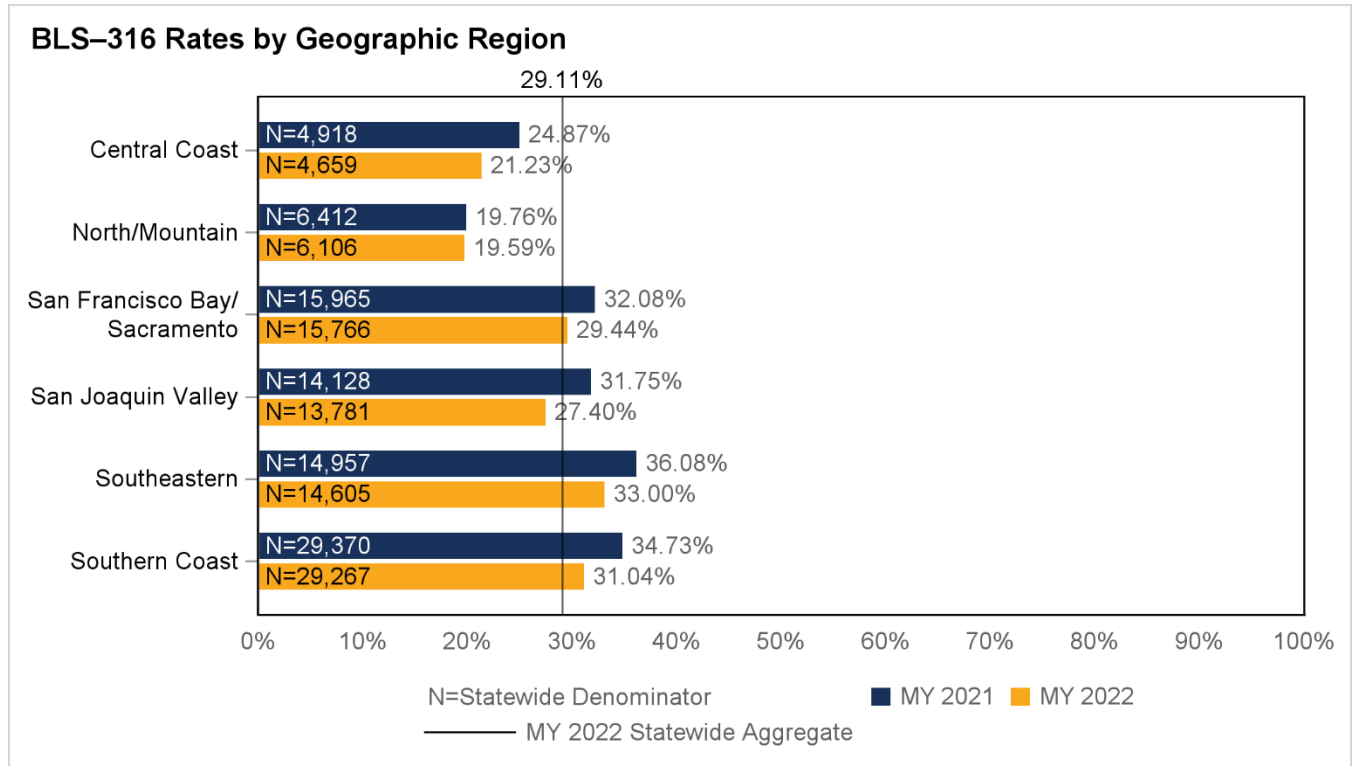 BLS–316 Rates by Geographic Region
29.11%
Central Coast
N=4,918 24.87%
N=4,659 21.23%
North/Mountain
N=6,412 19.76%
N=6,106 19.59%
San Francisco Bay/
Sacramento
N=15,965 32.08%
N=15,766 29.44%
San Joaquin Valley
N=14,128 31.75%
N=13,781 27.40%
Southeastern
N=14,957 36.08%
N=14,605 33.00%
Southern Coast
N=29,370 34.73%
N=29,267 31.04%
0% 10% 20% 30% 40% 50% 60% 70% 80% 90% 100%
N=Statewide Denominator MY 2021 MY 2022
MY 2022 Statewide Aggregate